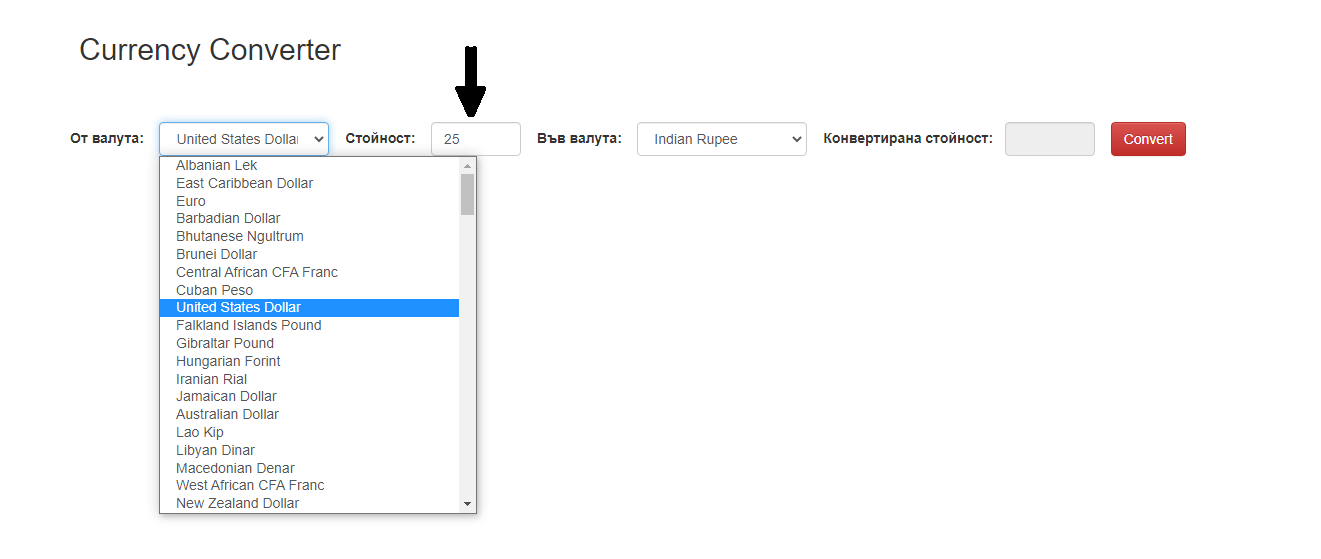 Currency Converter
От валута: United States Dollar Стойност: 25 Във валута: Indian Rupee Конвертирана стойност: Convert
Albanian Lek
East Caribbean Dollar
Euro
Barbadian Dollar
Bhutanese Ngultrum
Brunei Dollar
Central African CFA Franc
Cuban Peso
United States Dollar
Falkland Islands Pound
Gibraltar Pound
Hungarian Forint
Iranian Rial
Jamaican Dollar
Australian Dollar
Lao Kip
Libyan Dinar
Macedonian Denar
West African CFA Franc
New Zealand Dollar